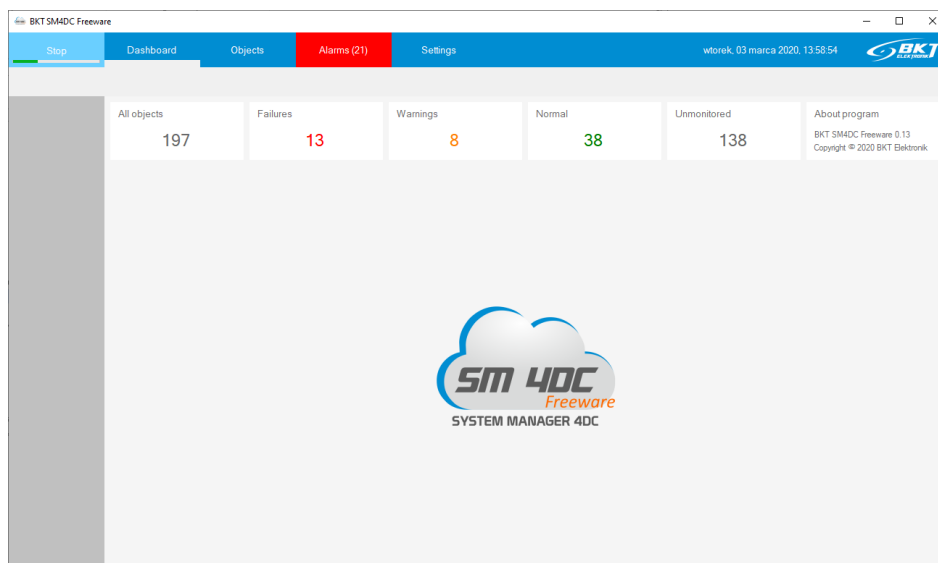 BKT SM4DC Freeware
Stop
Dashboard
Objects
Alarms (21)
Settings
wtorek, 03 marca 2020, 13:58:54
BKT
ELEKTRONIK
All objects
197
Failures
13
Warnings
8
Normal
38
Unmonitored
138
About program
BKT SM4DC Freeware 0.13
Copyright © 2020 BKT Elektronik
SM 4DC
Freeware
SYSTEM MANAGER 4DC